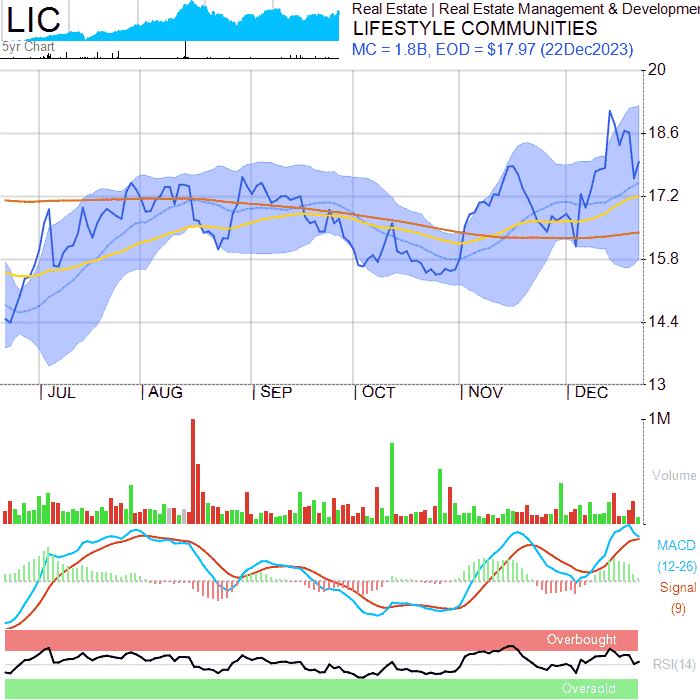 LIC
5yr Chart
Real Estate | Real Estate Management & Developmen
LIFESTYLE COMMUNITIES
MC = 1.8B, EOD = $17.97 (22Dec2023)
20
18.6
17.2
15.8
14.4
13
JUL AUG SEP OCT NOV DEC
1M
Volume
MACD
(12-26)
Signal
(9)
Overbought
RSI(14)
Oversold